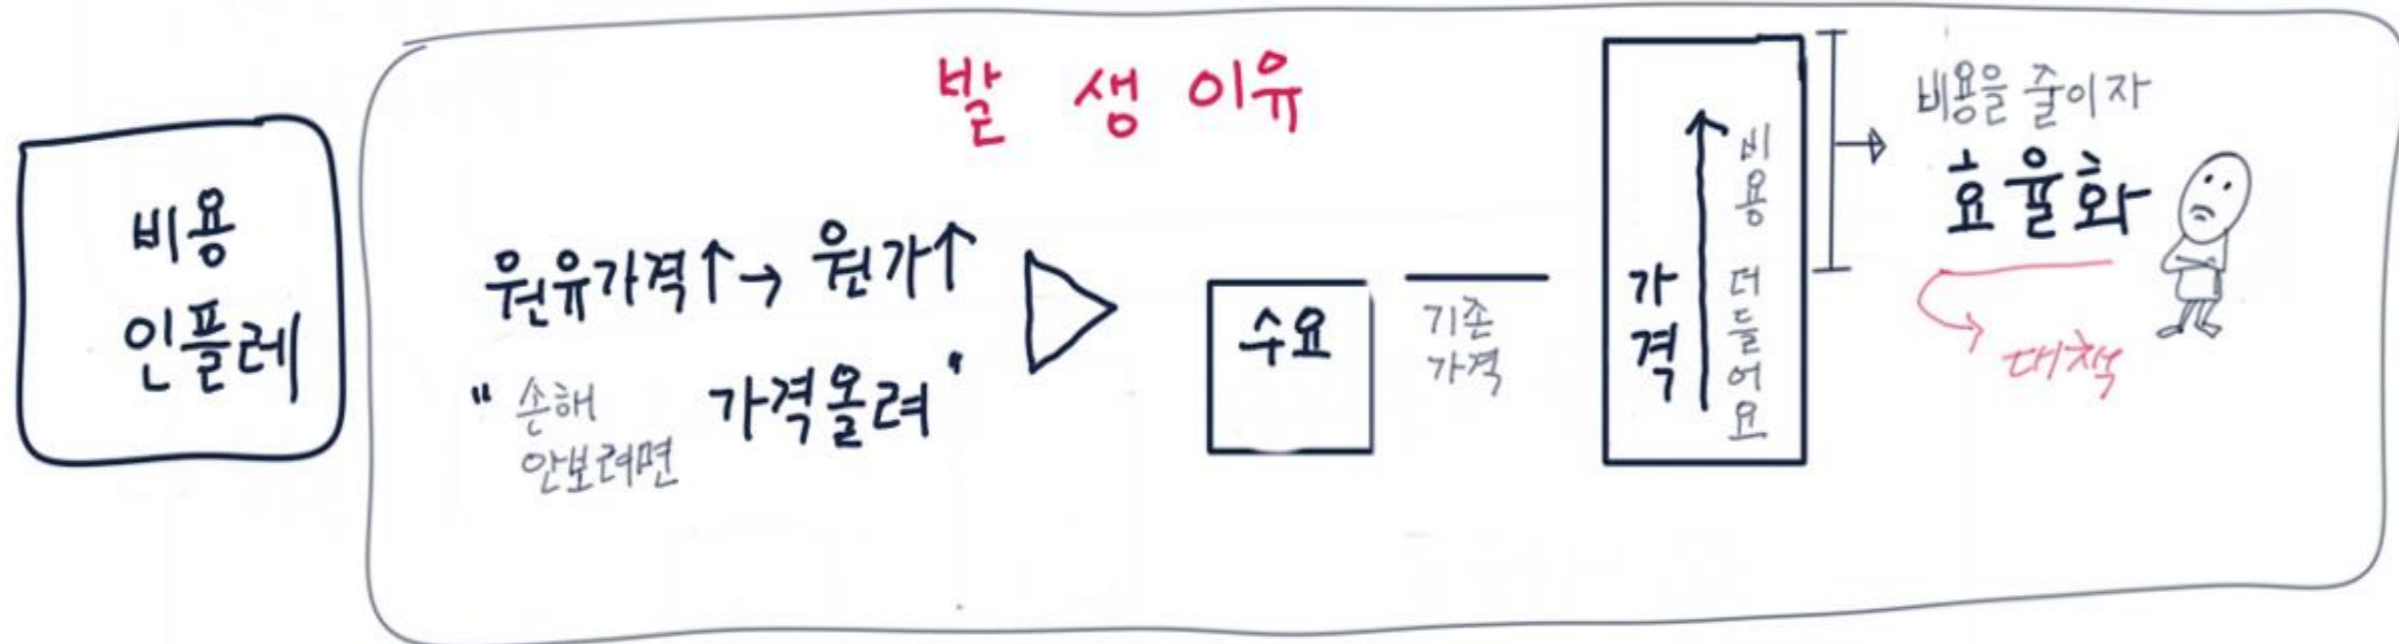 비용
인플레
발생이유
원유가격↑→ 원가↑
"손해
안보려면 가격올려"
수요
기존
가격
가격
비용 더들어요
비용을 줄이자
효율화
대책